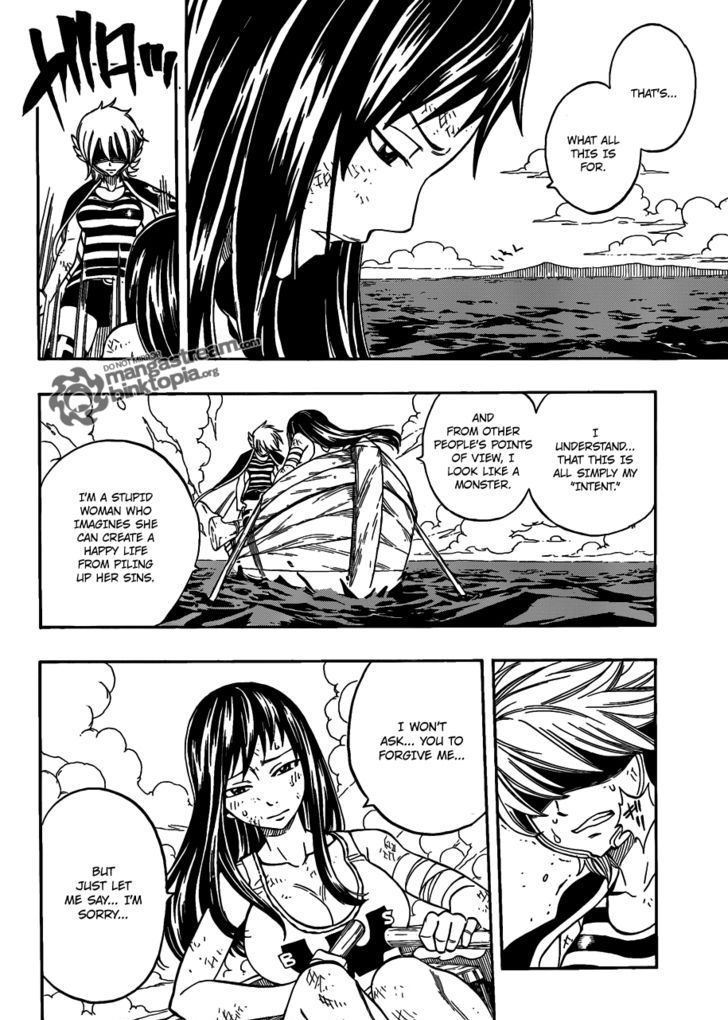 THAT'S...
WHAT ALL
THIS IS
FOR.
DO NOT MIRROR
mangastream.com
binktopia.org
I
UNDERSTAND...
THAT THIS IS
ALL SIMPLY MY
"INTENT."
AND
FROM OTHER
PEOPLE'S POINTS
OF VIEW, I
LOOK LIKE A
MONSTER.
I'M A STUPID
WOMAN WHO
IMAGINES SHE
CAN CREATE A
HAPPY LIFE
FROM PILING
UP HER SINS.
I WON'T
ASK... YOU TO
FORGIVE ME...
BUT
JUST LET
ME SAY... I'M
SORRY...